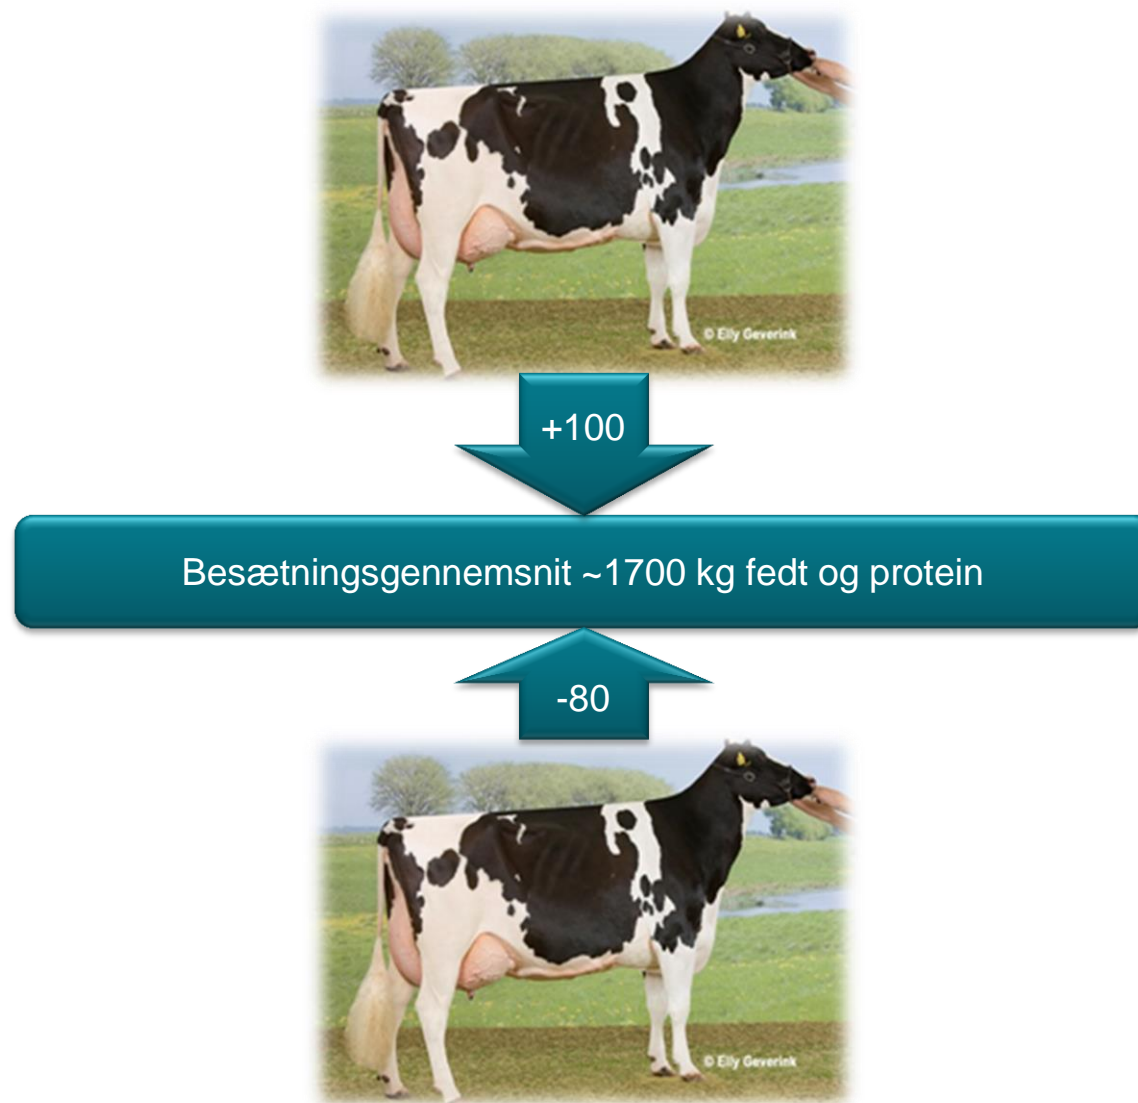 © Elly Geverink
+100
Besætningsgennemsnit ~1700 kg fedt og protein
-80
© Elly Geverink